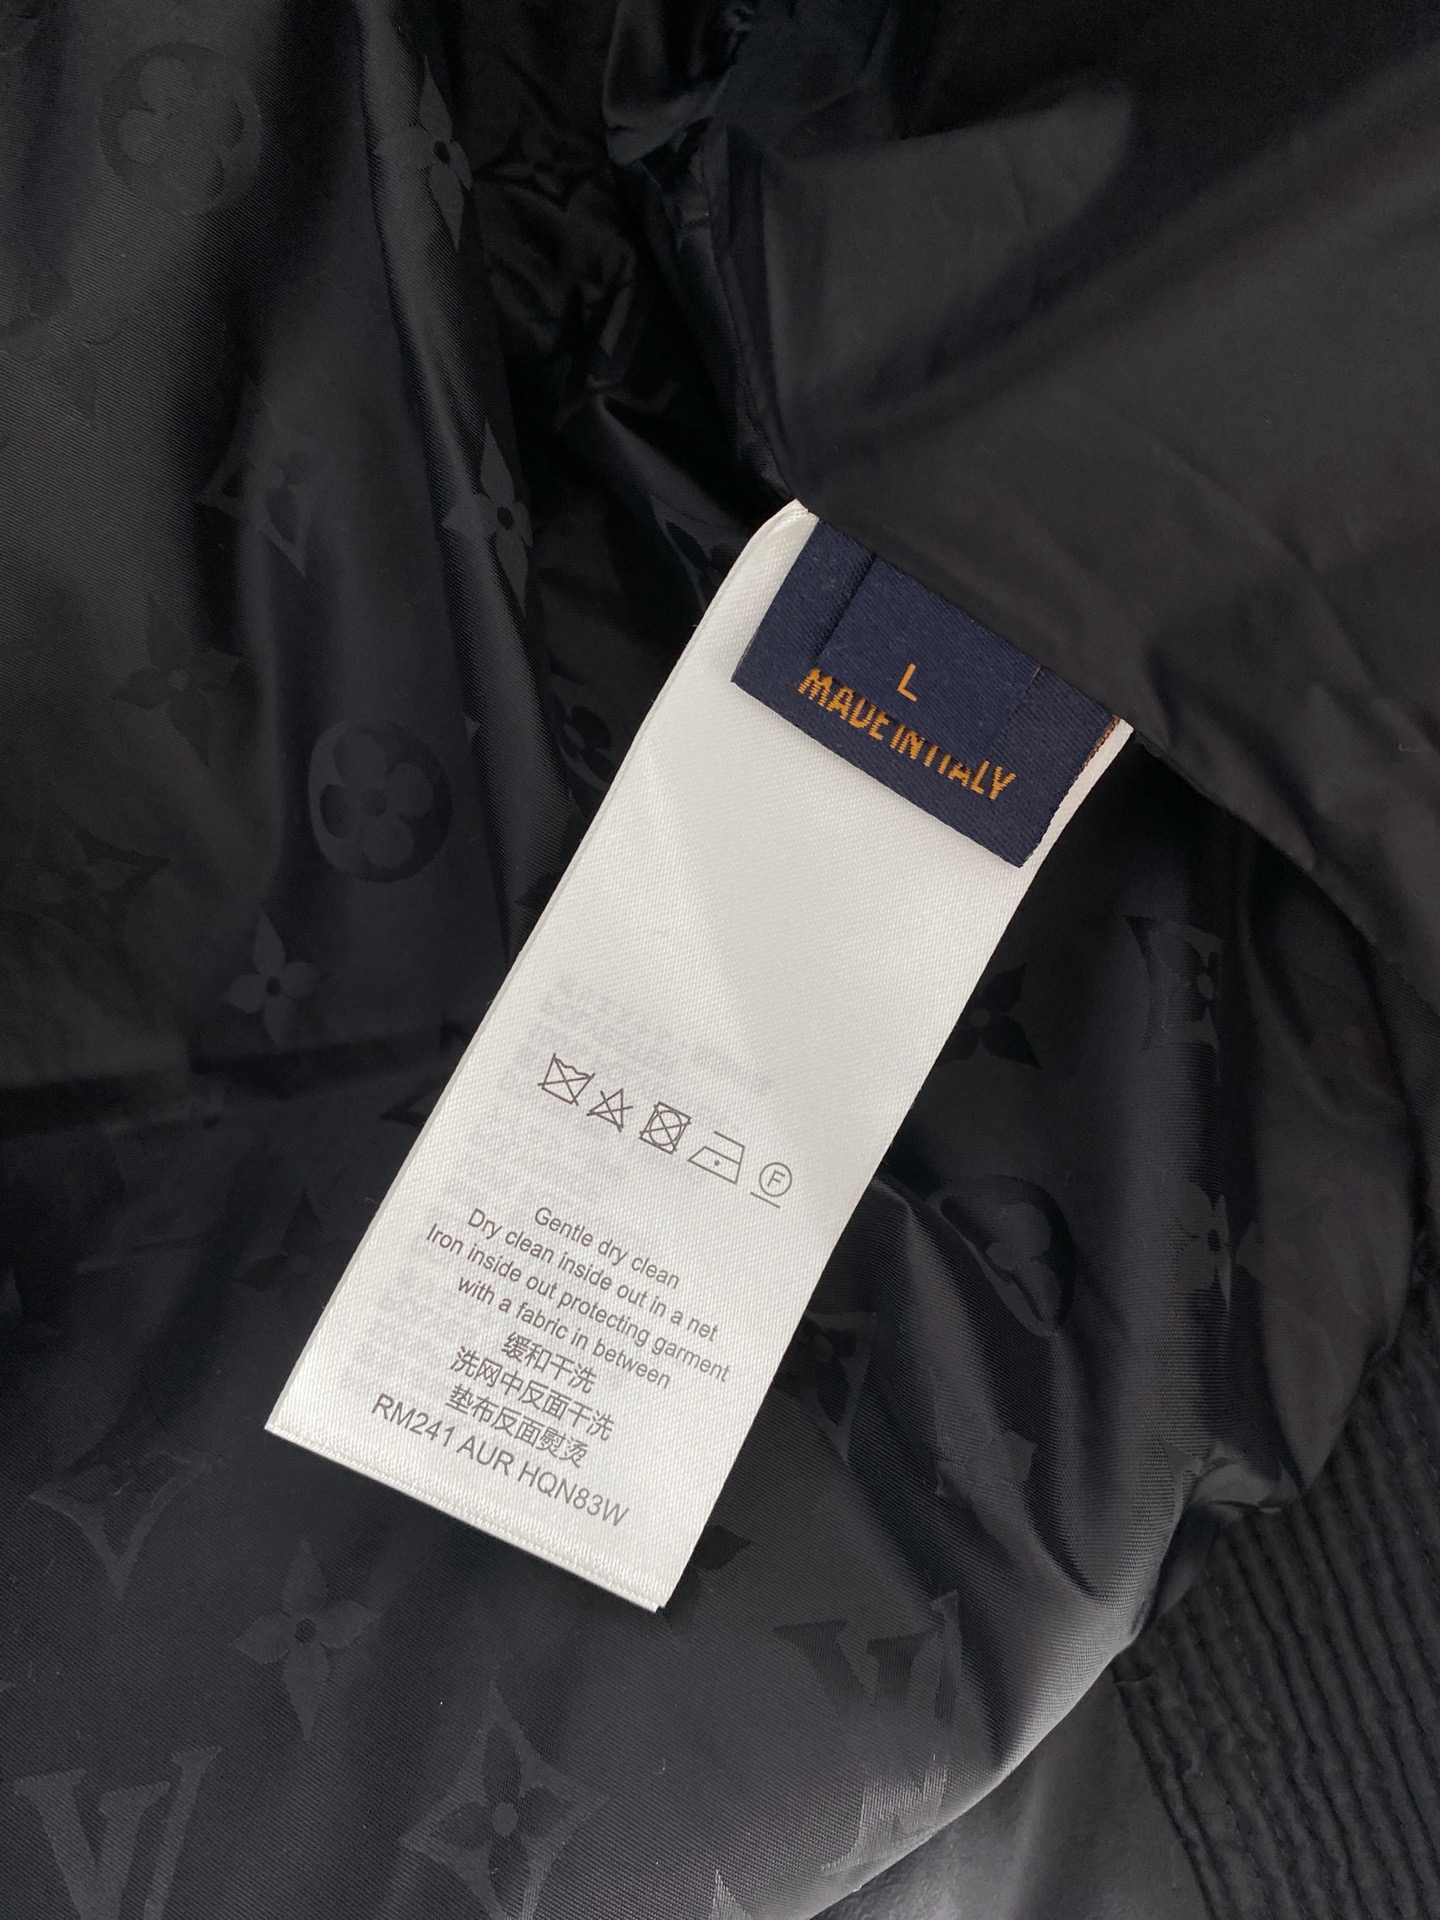 L
MADE IN ITALY
F
Gentle dry clean
Dry clean inside out in a net
Iron inside out protecting garment
with a fabric in between
缓和干洗
洗网中反面干洗
垫布反面熨烫
RM241 AUR HQN83W